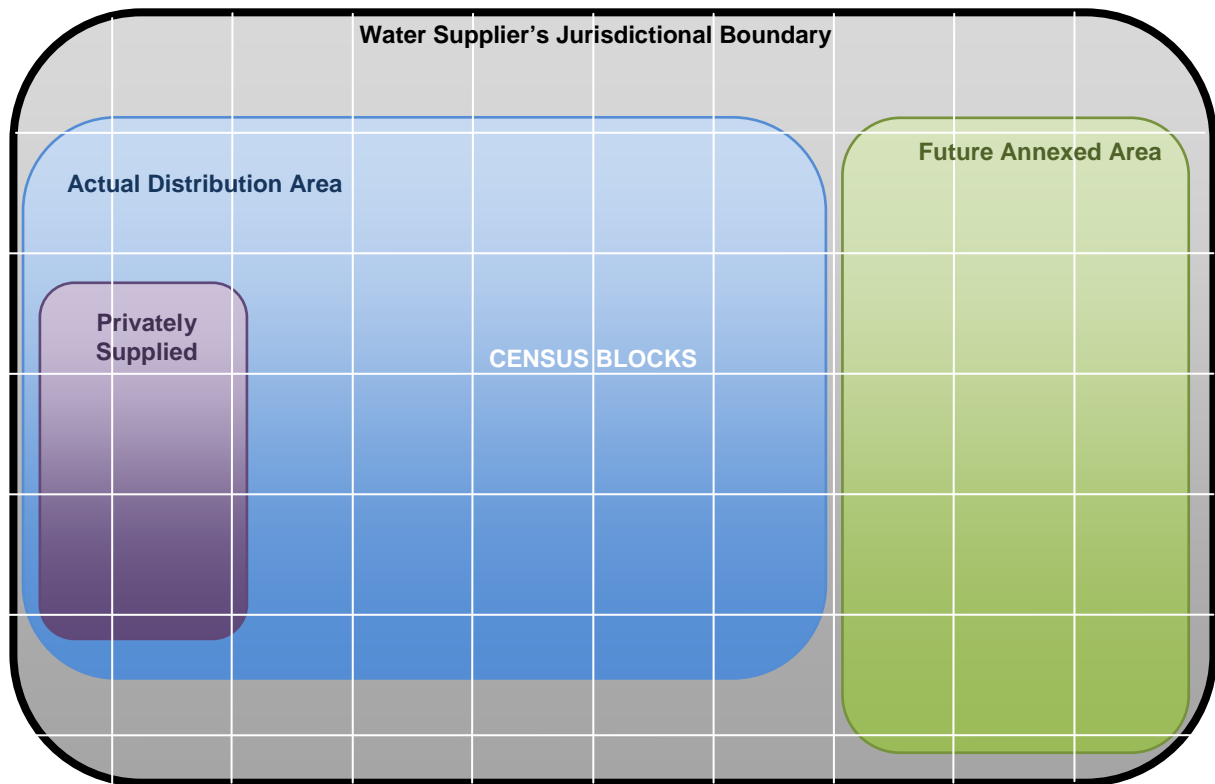 Water Supplier’s Jurisdictional Boundary
Future Annexed Area
Actual Distribution Area
Privately
Supplied
CENSUS BLOCKS